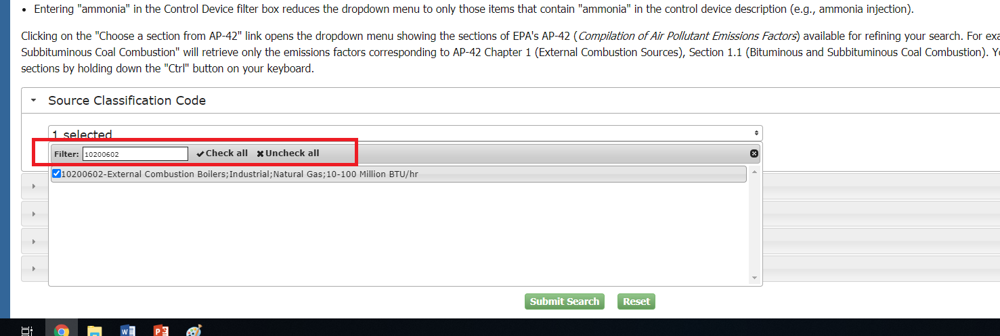 • Entering "ammonia" in the Control Device filter box reduces the dropdown menu to only those items that contain "ammonia" in the control device description (e.g., ammonia injection).
Clicking on the "Choose a section from AP-42" link opens the dropdown menu showing the sections of EPA's AP-42 (Compilation of Air Pollutant Emissions Factors) available for refining your search. For exa
Subbituminous Coal Combustion" will retrieve only the emissions factors corresponding to AP-42 Chapter 1 (External Combustion Sources), Section 1.1 (Bituminous and Subbituminous Coal Combustion). Y
sections by holding down the "Ctrl" button on your keyboard.
Source Classification Code
1 selected
Filter: 10200602 Check all Uncheck all
10200602-External Combustion Boilers;Industrial;Natural Gas;10-100 Million BTU/hr
Submit Search Reset